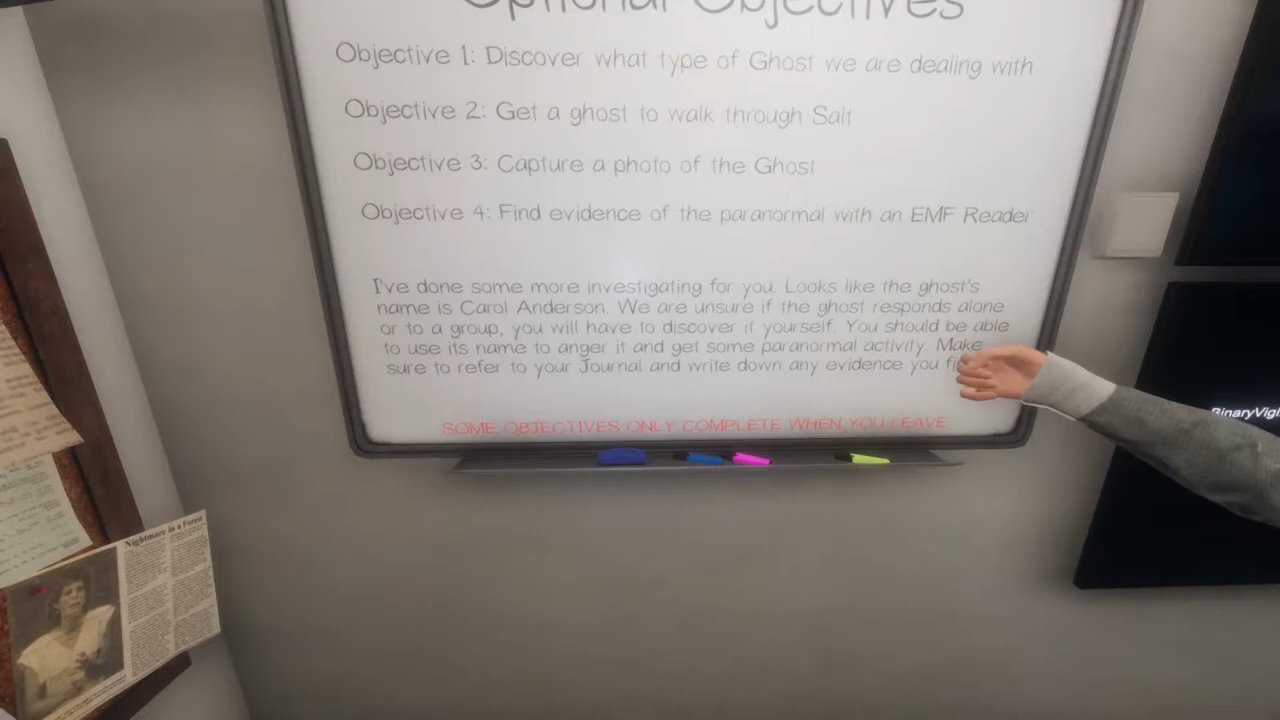 Optional Objectives
Objective 1: Discover what type of Ghost we are dealing with
Objective 2: Get a ghost to walk through Salt
Objective 3: Capture a photo of the Ghost
Objective 4: Find evidence of the paranormal with an EMF Reader
I've done some more investigating for you. Looks like the ghost's
name is Carol Anderson. We are unsure if the ghost responds alone
or to a group, you will have to discover if yourself. You should be able
to use its name to anger it and get some paranormal activity. Make
sure to refer to your Journal and write down any evidence you
SOME OBJECTIVES ONLY COMPLETE WHEN YOU LEAVE
Nightmare in a Forest